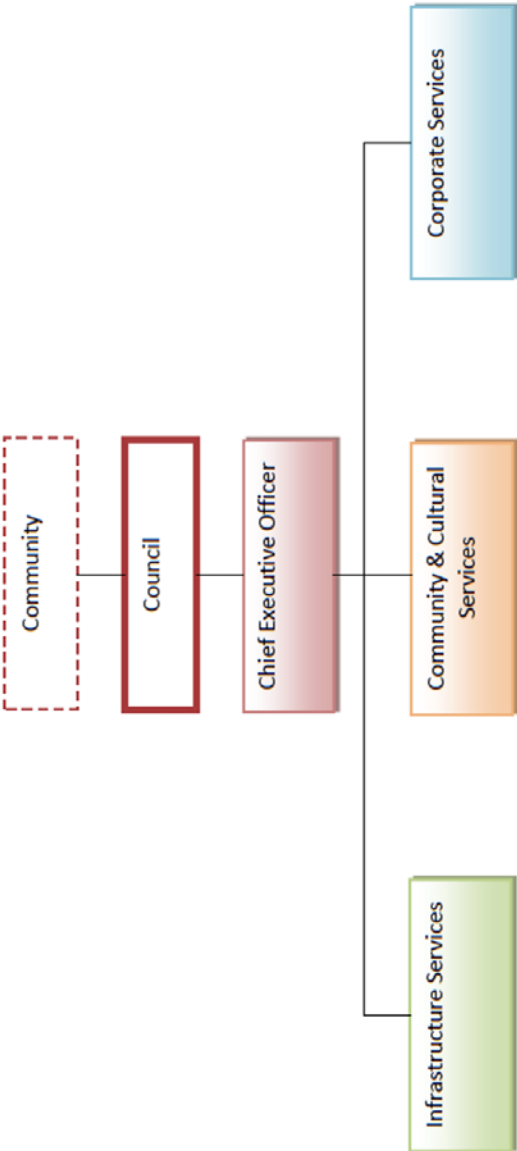 Community
Council
Chief Executive Officer
Infrastructure Services
Community & Cultural
Services
Corporate Services